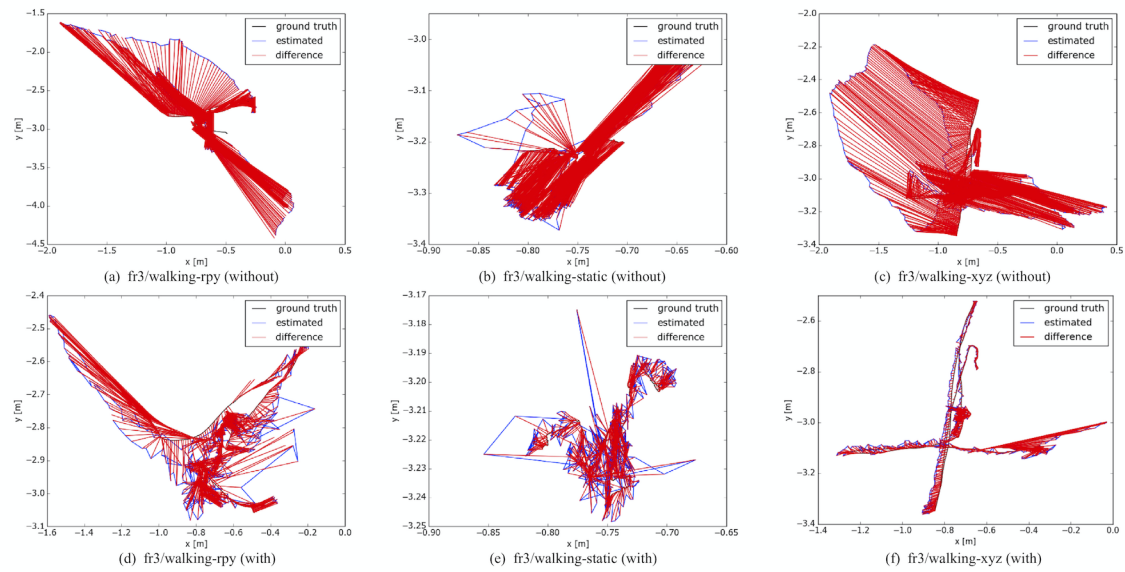 −1.5
−2.0
−2.5
−3.0
−3.5
−4.0
−4.5
y [m]
−2.0 −1.5 −1.0 −0.5 0.0 0.5
x [m]
ground truth
estimated
difference
(a) fr3/walking-rpy (without)
−3.0
−3.1
−3.2
−3.3
−3.4
y [m]
−0.90 −0.85 −0.80 −0.75 −0.70 −0.65 −0.60
x [m]
ground truth
estimated
difference
(b) fr3/walking-static (without)
−2.0
−2.2
−2.4
−2.6
−2.8
−3.0
−3.2
−3.4
y [m]
−2.0 −1.5 −1.0 −0.5 0.0 0.5
x [m]
ground truth
estimated
difference
(c) fr3/walking-xyz (without)
−2.4
−2.5
−2.6
−2.7
−2.8
−2.9
−3.0
−3.1
y [m]
−1.6 −1.4 −1.2 −1.0 −0.8 −0.6 −0.4 −0.2 0.0
x [m]
ground truth
estimated
difference
(d) fr3/walking-rpy (with)
−3.17
−3.18
−3.19
−3.20
−3.21
−3.22
−3.23
−3.24
−3.25
y [m]
−0.90 −0.85 −0.80 −0.75 −0.70 −0.65
x [m]
ground truth
estimated
difference
(e) fr3/walking-static (with)
−2.6
−2.8
−3.0
−3.2
−3.4
y [m]
−1.4 −1.2 −1.0 −0.8 −0.6 −0.4 −0.2 0.0
x [m]
ground truth
estimated
difference
(f) fr3/walking-xyz (with)